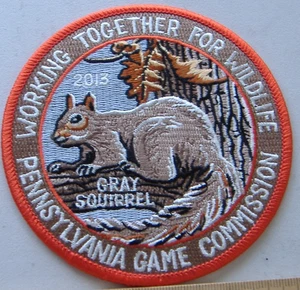 WORKING TOGETHER FOR WILDLIFE
2013
GRAY
SQUIRREL
PENNSYLVANIA GAME COMMISSION